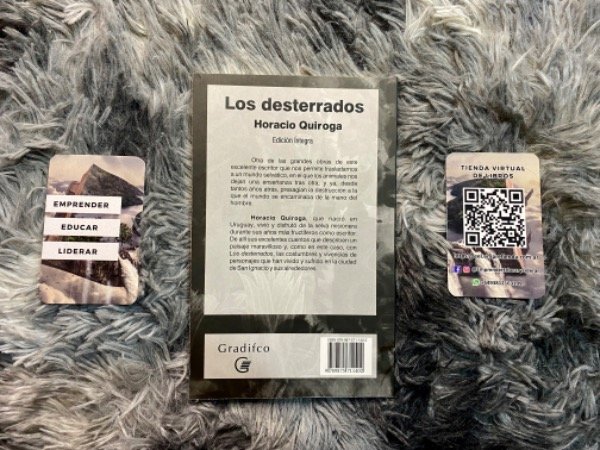 EMPRENDER
EDUCAR
LIDERAR
Los desterrados
Horacio Quiroga
Edición Íntegra
Otra de las grandes obras de este
excelente escritor que nos permite trasladarnos
a un mundo selvático, en el que los animales nos
dejan una enseñanza tras otra, y ya, desde
tantos años atrás, presagian la destrucción a la
que el mundo se encaminaba de la mano del
hombre.
Horacio Quiroga, que nació en
Uruguay, vivió y disfrutó de la selva misionera
durante sus años más fructíferos como escritor.
De allí sus excelentes cuentos que describen un
paisaje maravilloso y, como en este caso, con
Los desterrados, las costumbres y vivencias de
personajes que han vivido y sufrido en la ciudad
de San Ignacio y sus alrededores.
Gradifco
TIENDA VIRTUAL
DE LIBROS